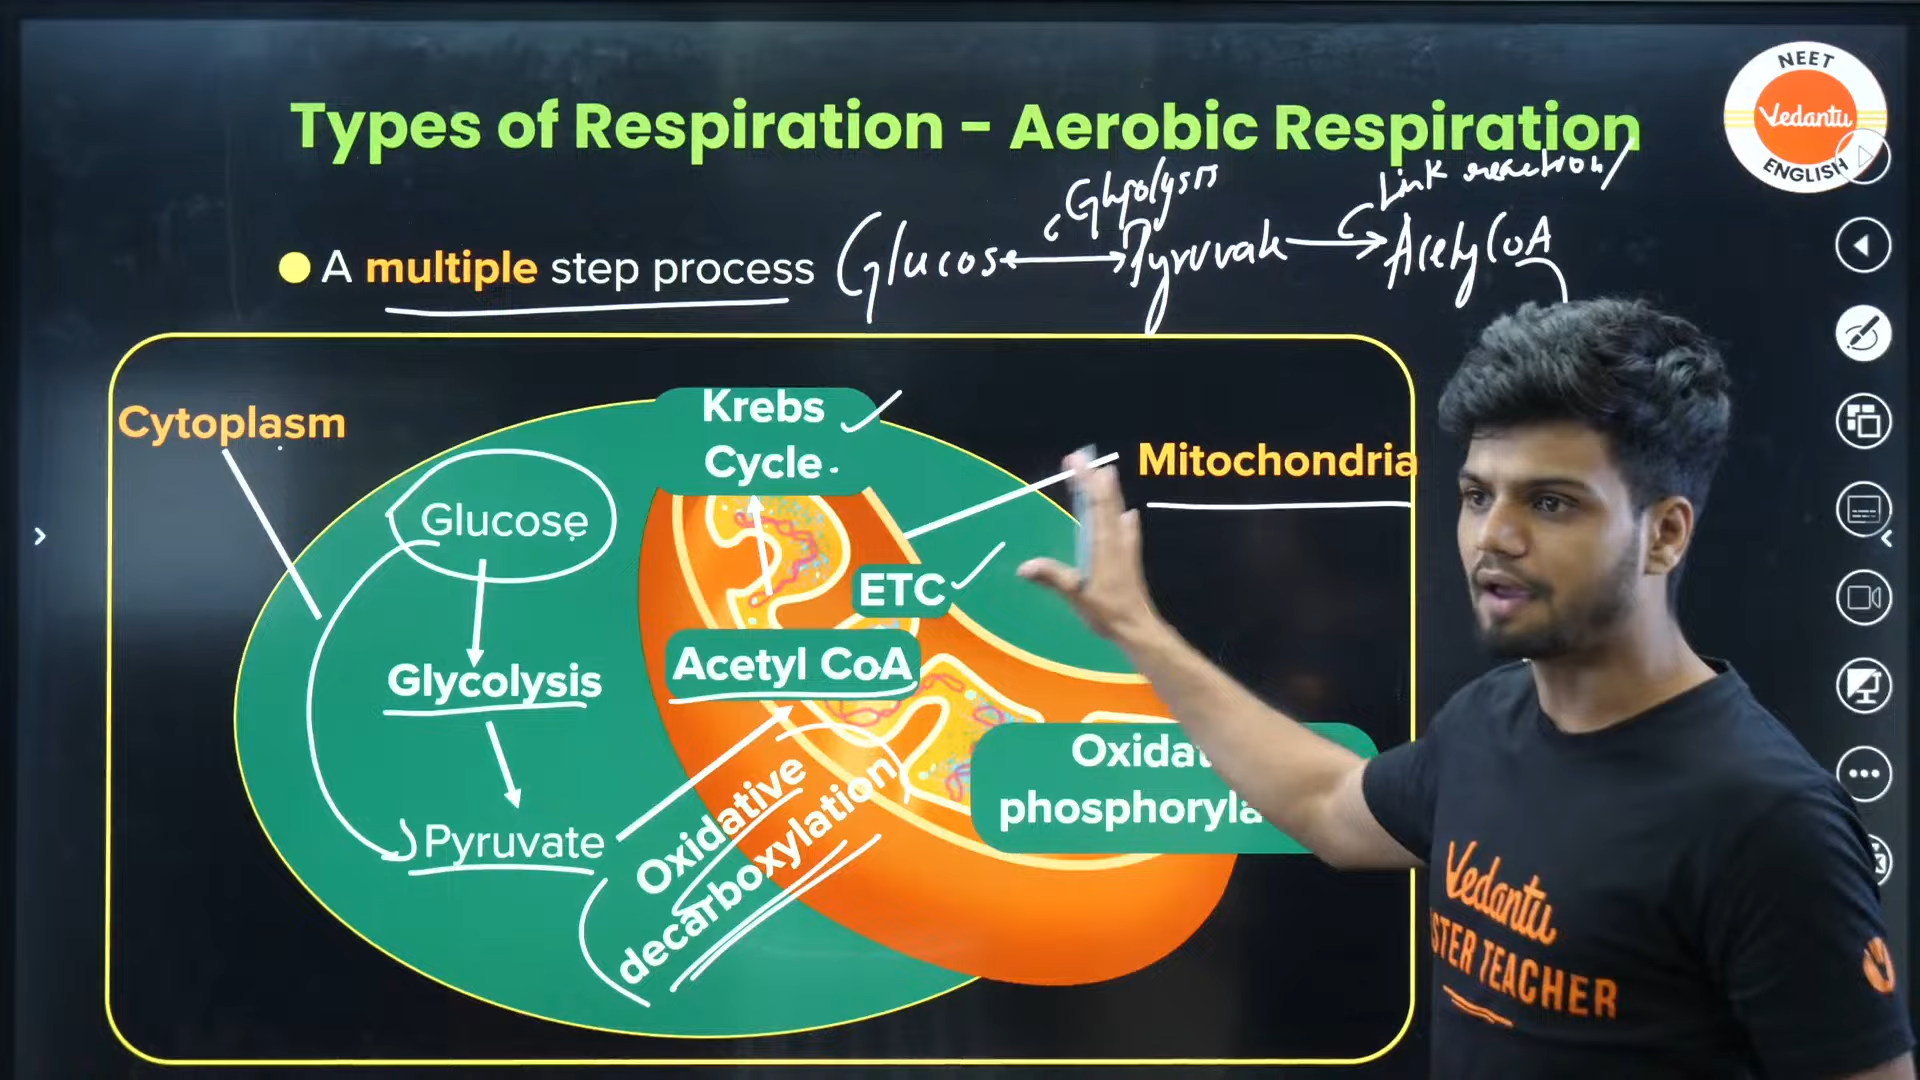 NEET
Vedantu
ENGLISH
Types of Respiration - Aerobic Respiration
Link reaction/
A multiple step process
Glucose
Pyruvate
Acetyl CoA
Krebs
Cycle
Cytoplasm
Mitochondria
Glucose
ETC
Glycolysis
Acetyl CoA
Oxidat
phosphoryla
Pyruvate
Oxidative
decarboxylation
Vedantu
STER TEACHER